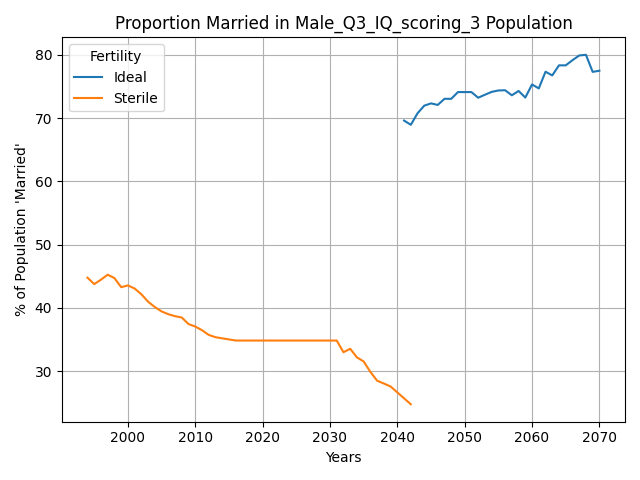 Proportion Married in Male_Q3_IQ_scoring_3 Population
Fertility
Ideal
Sterile
% of Population 'Married'
80
70
60
50
40
30
2000
2010
2020
2030
2040
2050
2060
2070
Years